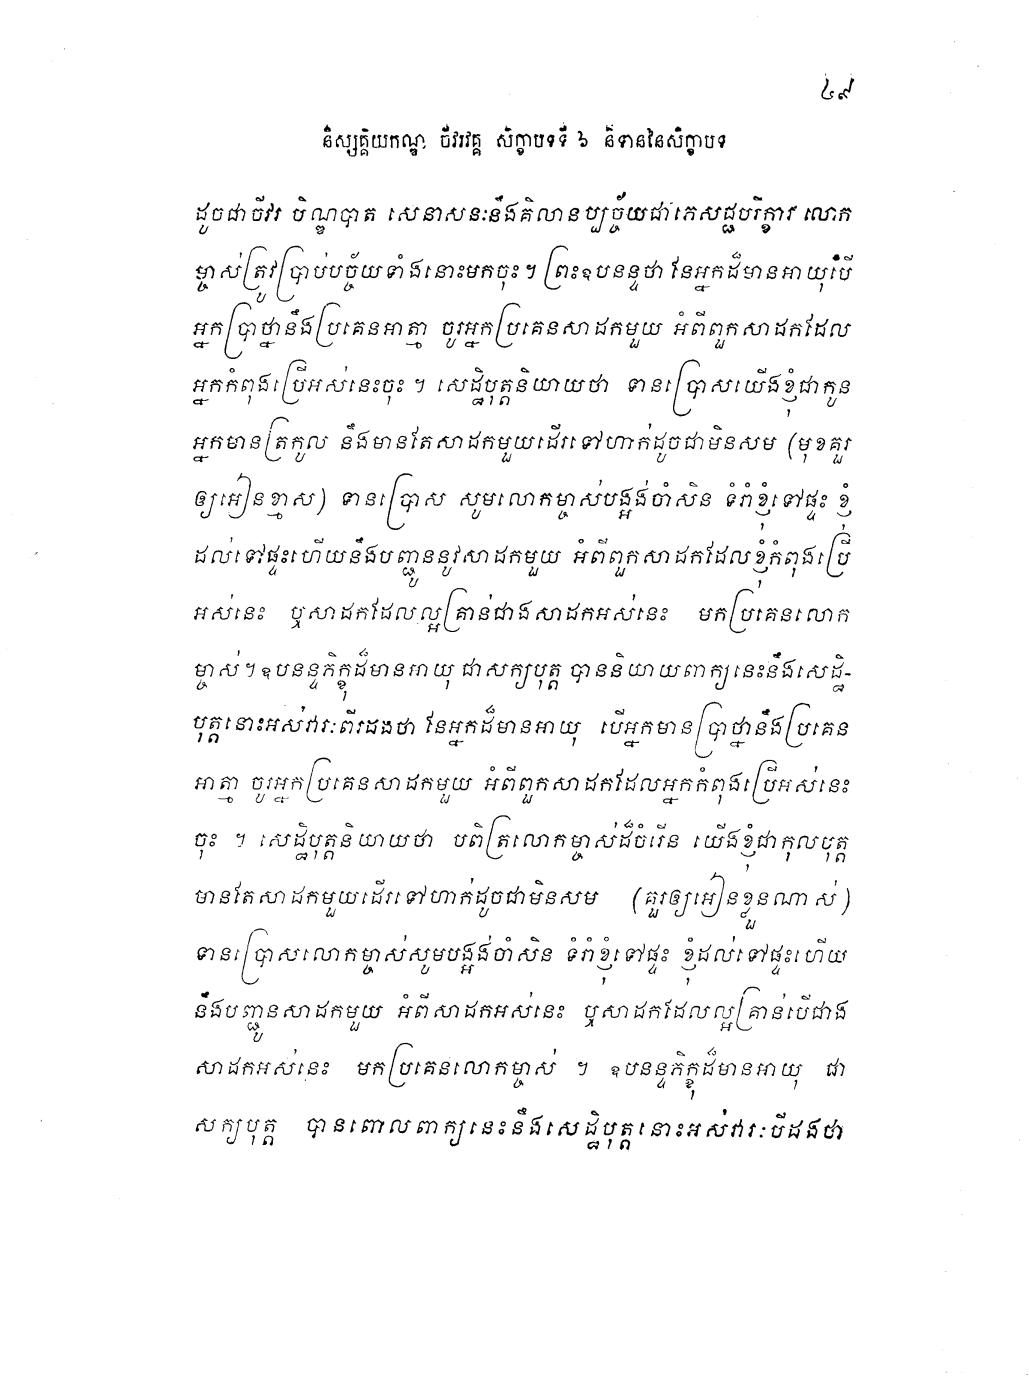 ៤៩
និស្សគ្គិយកណ្ឌ ចីវរវគ្គ សិក្ខាបទទី ៦ និទាននៃសិក្ខាបទ
ដូចជាចីវរ បិណ្ឌបាត សេនាសនៈនឹងគិលានប្បច្ច័យជាភេសជ្ជបរិក្ខារ លោក
ម្ចាស់ត្រូវប្រាប់បច្ច័យទាំងនោះមកចុះ។ ព្រះឧបនន្ទថា នែអ្នកដ៏មានអាយុបើ
អ្នកប្រាថ្នានឹងប្រគេនអាត្មា ចូរអ្នកប្រគេនសាដកមួយ អំពីពួកសាដកដែល
អ្នកកំពុងប្រើអស់នេះចុះ ។ សេដ្ឋិបុត្តនិយាយថា ទានប្រោសយើងខ្ញុំជាកូន
អ្នកមានត្រកូល នឹងមានតែសាដកមួយដើរទៅហាក់ដូចជាមិនសម (មុខគួរ
ឲ្យអៀនខ្មាស) ទានប្រោស សូមលោកម្ចាស់បង្អង់ចាំសិន ទំរាំខ្ញុំទៅផ្ទះ ខ្ញុំ
ដល់ទៅផ្ទះហើយនឹងបញ្ជូននូវសាដកមួយ អំពីពួកសាដកដែលខ្ញុំកំពុងប្រើ
អស់នេះ ឬសាដកដែលល្អគ្រាន់ជាងសាដកអស់នេះ មកប្រគេនលោក
ម្ចាស់។ ឧបនន្ទភិក្ខុដ៏មានអាយុ ជាសក្យបុត្ត បាននិយាយពាក្យនេះនឹងសេដ្ឋិ-
បុត្តនោះអស់វារៈពីរដងថា នែអ្នកដ៏មានអាយុ បើអ្នកមានប្រាថ្នានឹងប្រគេន
អាត្មា ចូរអ្នកប្រគេនសាដកមួយ អំពីពួកសាដកដែលអ្នកកំពុងប្រើអស់នេះ
ចុះ ។ សេដ្ឋិបុត្តនិយាយថា បពិត្រលោកម្ចាស់ដ៏ចំរើន យើងខ្ញុំជាកុលបុត្ត
មានតែសាដកមួយដើរទៅហាក់ដូចជាមិនសម (គួរឲ្យអៀនខ្លួនណាស់)
ទានប្រោសលោកម្ចាស់សូមបង្អង់ចាំសិន ទំរាំខ្ញុំទៅផ្ទះ ខ្ញុំដល់ទៅផ្ទះហើយ
នឹងបញ្ជូនសាដកមួយ អំពីសាដកអស់នេះ ឬសាដកដែលល្អគ្រាន់បើជាង
សាដកអស់នេះ មកប្រគេនលោកម្ចាស់ ។ ឧបនន្ទភិក្ខុដ៏មានអាយុ ជា
សក្យបុត្ត បានពោលពាក្យនេះនឹងសេដ្ឋិបុត្តនោះអស់វារៈបីដងថា